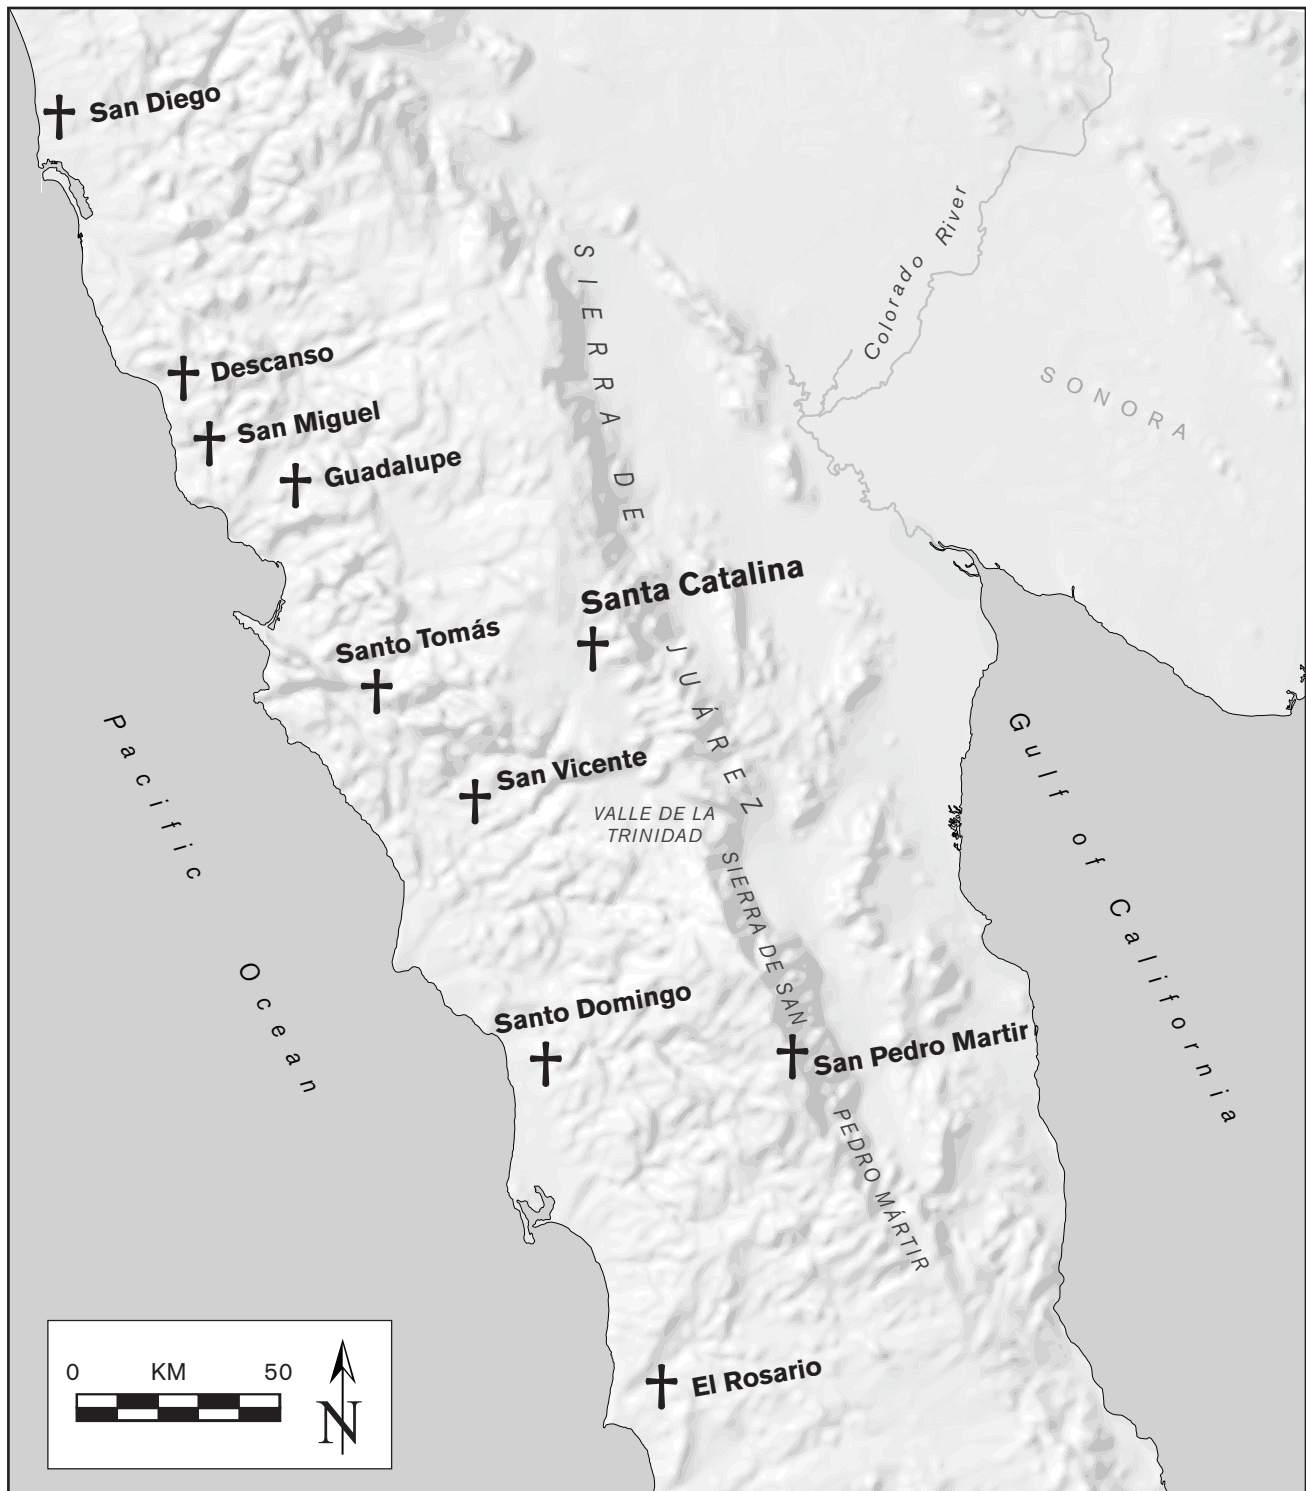 San Diego
SIERRA DE JUÁREZ
Colorado River
SONORA
Descanso
San Miguel
Guadalupe
Santa Catalina
Santo Tomás
Pacific Ocean
Gulf of California
San Vicente
VALLE DE LA
TRINIDAD
SIERRA DE SAN PEDRO MÁRTIR
Santo Domingo
San Pedro Martir
El Rosario
0 KM 50
N